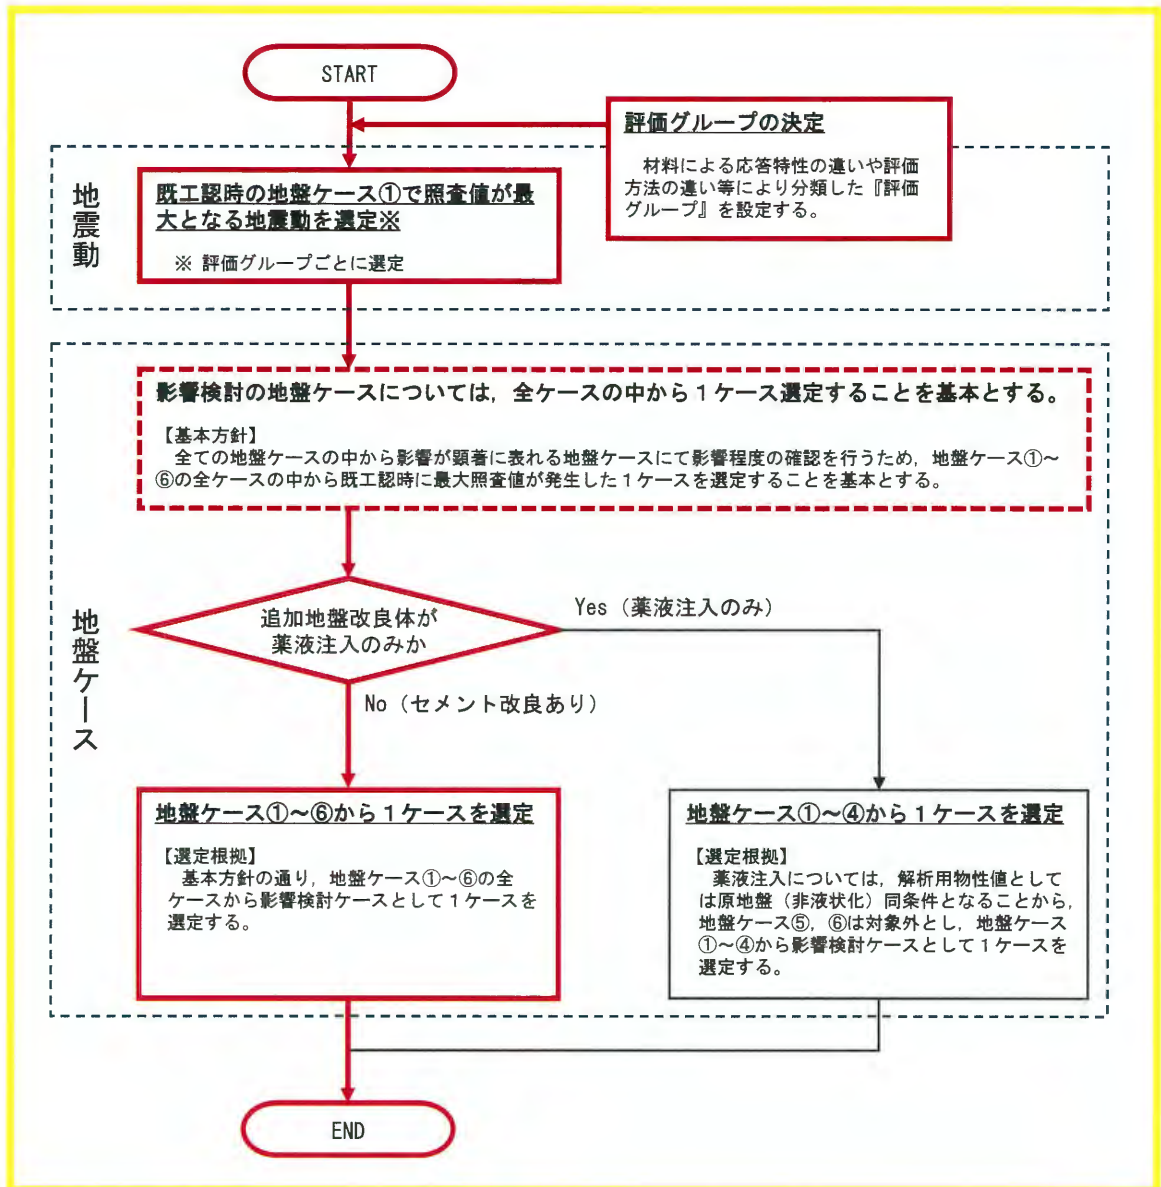 START
評価グループの決定
材料による応答特性の違いや評価
方法の違い等により分類した『評価
グループ』を設定する。
地震動
既工認時の地盤ケース①で照査値が最
大となる地震動を選定※
※ 評価グループごとに選定
影響検討の地盤ケースについては，全ケースの中から１ケース選定することを基本とする。
【基本方針】
全ての地盤ケースの中から影響が顕著に表れる地盤ケースにて影響程度の確認を行うため，地盤ケース①～
⑥の全ケースの中から既工認時に最大照査値が発生した１ケースを選定することを基本とする。
地盤ケース
追加地盤改良体が
薬液注入のみか
Yes（薬液注入のみ）
No（セメント改良あり）
地盤ケース①～⑥から１ケースを選定
【選定根拠】
基本方針の通り，地盤ケース①～⑥の全
ケースから影響検討ケースとして１ケースを
選定する。
地盤ケース①～④から１ケースを選定
【選定根拠】
薬液注入については，解析用物性値として
は原地盤（非液状化）同条件となることから，
地盤ケース⑤，⑥は対象外とし，地盤ケース
①～④から影響検討ケースとして１ケースを
選定する。
END